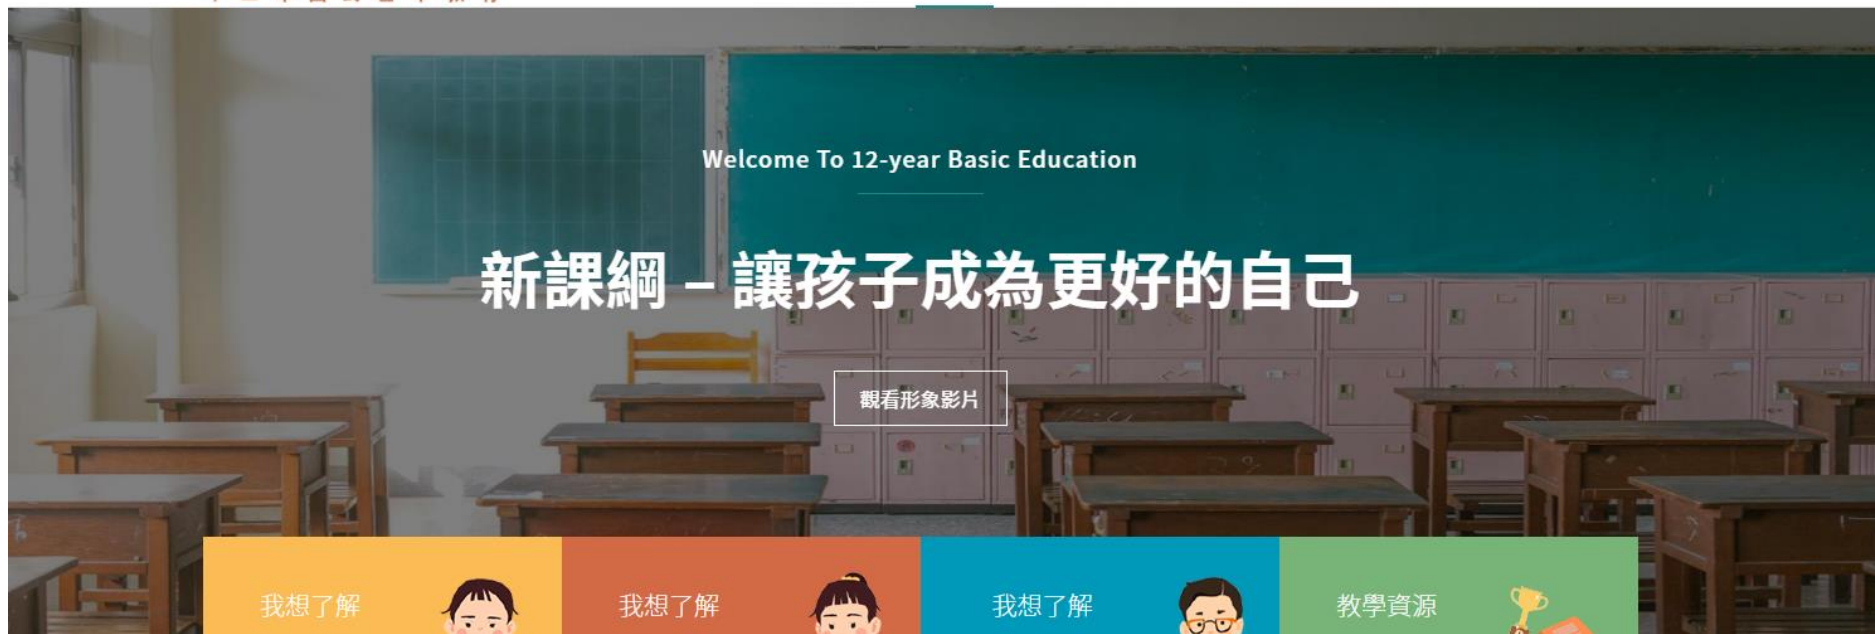 Welcome To 12-year Basic Education
新課綱 – 讓孩子成為更好的自己
觀看形象影片
我想了解
我想了解
我想了解
教學資源